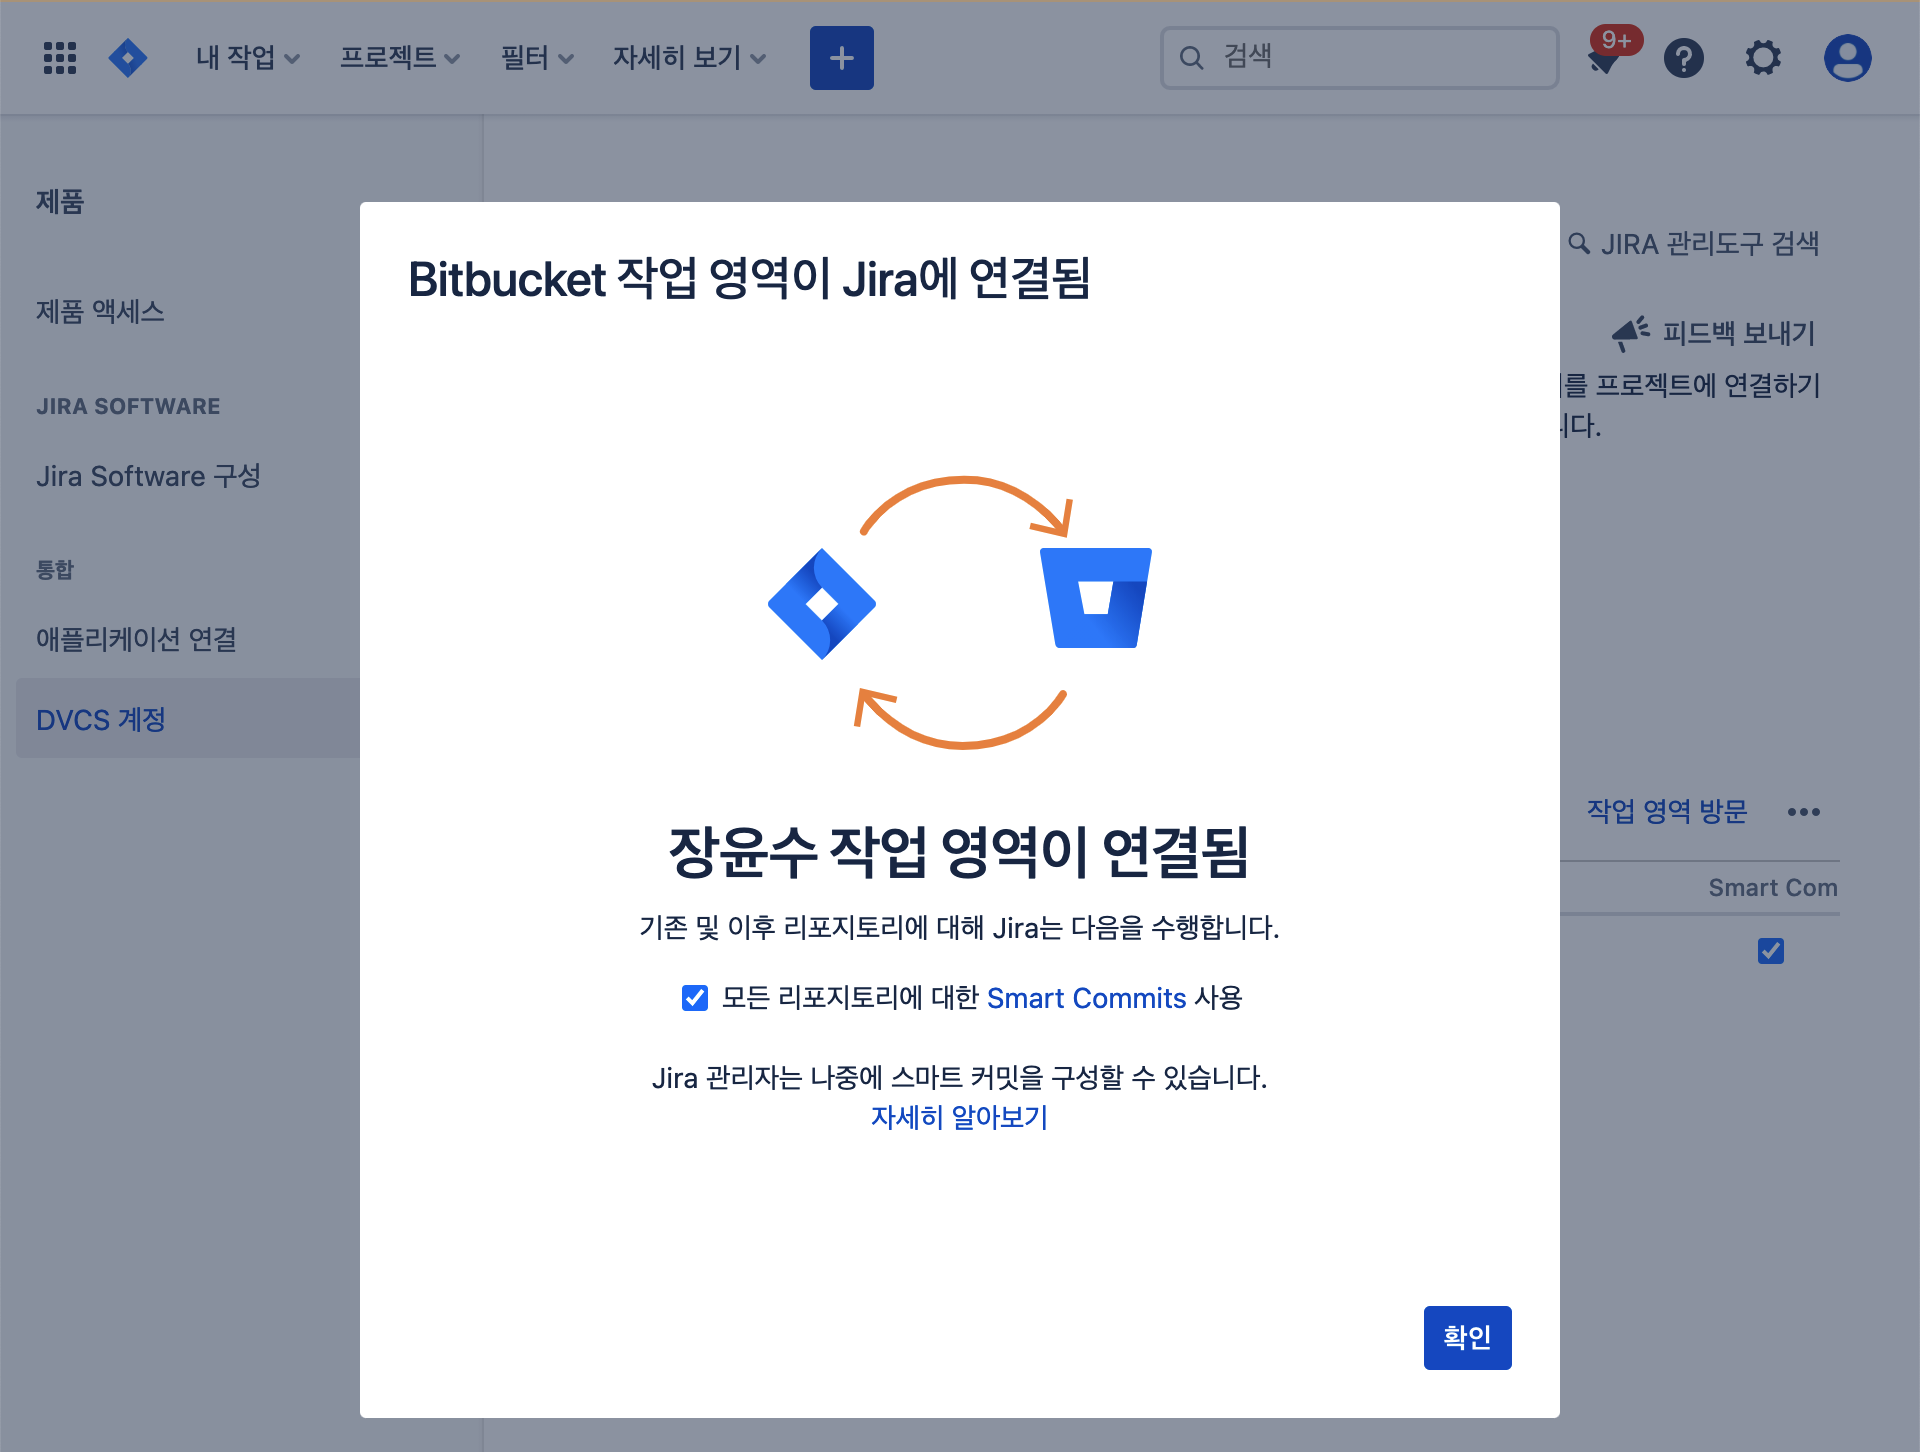 내 작업
프로젝트
필터
자세히 보기
검색
9+
제품
제품 액세스
JIRA SOFTWARE
Jira Software 구성
통합
애플리케이션 연결
DVCS 계정
JIRA 관리도구 검색
피드백 보내기
를 프로젝트에 연결하기
니다.
작업 영역 방문
Smart Com
Bitbucket 작업 영역이 Jira에 연결됨
장윤수 작업 영역이 연결됨
기존 및 이후 리포지토리에 대해 Jira는 다음을 수행합니다.
모든 리포지토리에 대한 Smart Commits 사용
Jira 관리자는 나중에 스마트 커밋을 구성할 수 있습니다.
자세히 알아보기
확인